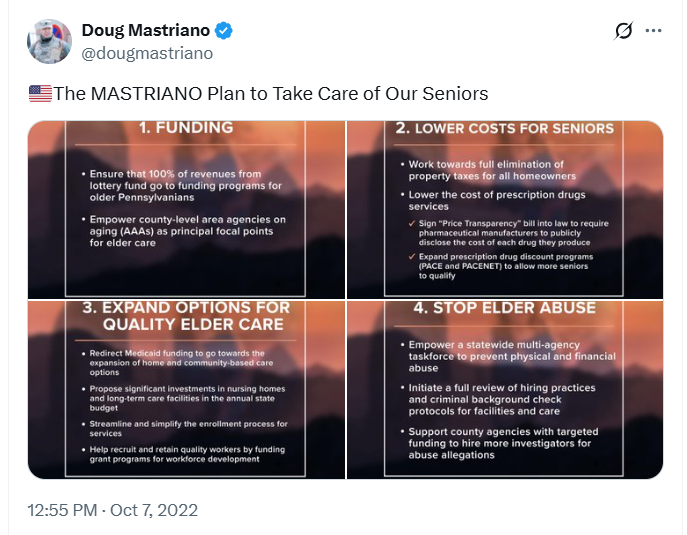 Doug Mastriano
@dougmastriano
🇺🇸The MASTRIANO Plan to Take Care of Our Seniors
1. FUNDING
• Ensure that 100% of revenues from
lottery fund go to funding programs for
older Pennsylvanians
• Empower county-level area agencies on
aging (AAAs) as principal focal points
for elder care
2. LOWER COSTS FOR SENIORS
• Work towards full elimination of
property taxes for all homeowners
• Lower the cost of prescription drugs
services
✓ Sign “Price Transparency” bill into law to require
pharmaceutical manufacturers to publicly
disclose the cost of each drug they produce
✓ Expand prescription drug discount programs
(PACE and PACENET) to allow more seniors
to qualify
3. EXPAND OPTIONS FOR
QUALITY ELDER CARE
• Redirect Medicaid funding to go towards the
expansion of home and community-based care
options
• Propose significant investments in nursing homes
and long-term care facilities in the annual state
budget
• Streamline and simplify the enrollment process for
services
• Help recruit and retain quality workers by funding
grant programs for workforce development
4. STOP ELDER ABUSE
• Empower a statewide multi-agency
taskforce to prevent physical and financial
abuse
• Initiate a full review of hiring practices
and criminal background check
protocols for facilities and care
• Support county agencies with targeted
funding to hire more investigators for
abuse allegations
12:55 PM · Oct 7, 2022